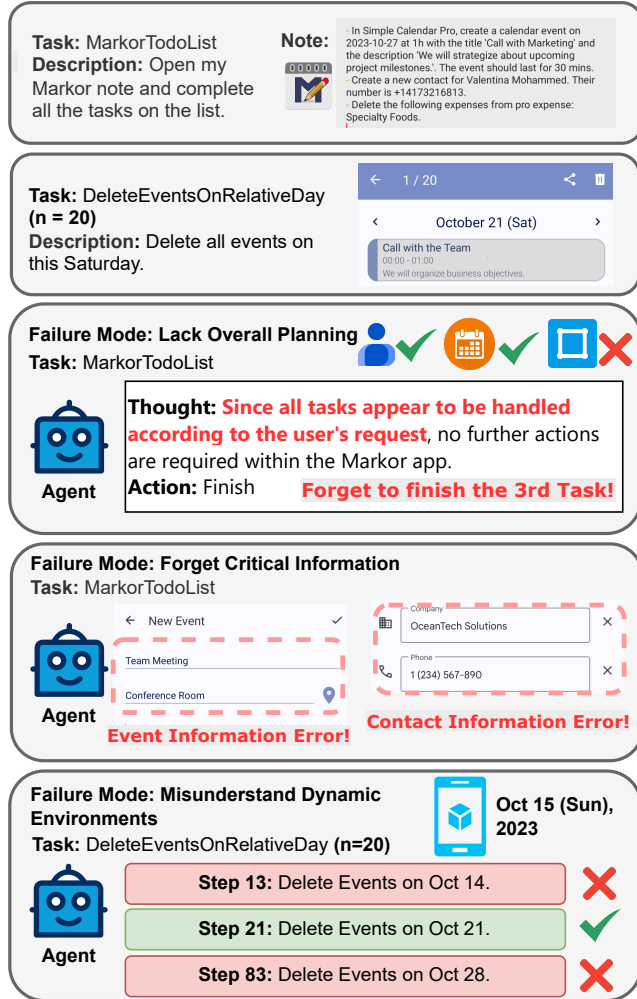 Task: MarkorTodoList
Description: Open my
Markor note and complete
all the tasks on the list.
Note:
- In Simple Calendar Pro, create a calendar event on
2023-10-27 at 1h with the title 'Call with Marketing' and
the description 'We will strategize about upcoming
project milestones.'. The event should last for 30 mins.
- Create a new contact for Valentina Mohammed. Their
number is +14173216813.
- Delete the following expenses from pro expense:
Specialty Foods.
Task: DeleteEventsOnRelativeDay
(n = 20)
Description: Delete all events on
this Saturday.
1 / 20
October 21 (Sat)
Call with the Team
00:00 - 01:00
We will organize business objectives.
Failure Mode: Lack Overall Planning
Task: MarkorTodoList
Agent
Thought: Since all tasks appear to be handled
according to the user's request, no further actions
are required within the Markor app.
Action: Finish
Forget to finish the 3rd Task!
Failure Mode: Forget Critical Information
Task: MarkorTodoList
Agent
New Event
Team Meeting
Conference Room
Event Information Error!
Company
OceanTech Solutions
Phone
1 (234) 567-890
Contact Information Error!
Failure Mode: Misunderstand Dynamic
Environments
Task: DeleteEventsOnRelativeDay (n=20)
Oct 15 (Sun),
2023
Agent
Step 13: Delete Events on Oct 14.
Step 21: Delete Events on Oct 21.
Step 83: Delete Events on Oct 28.